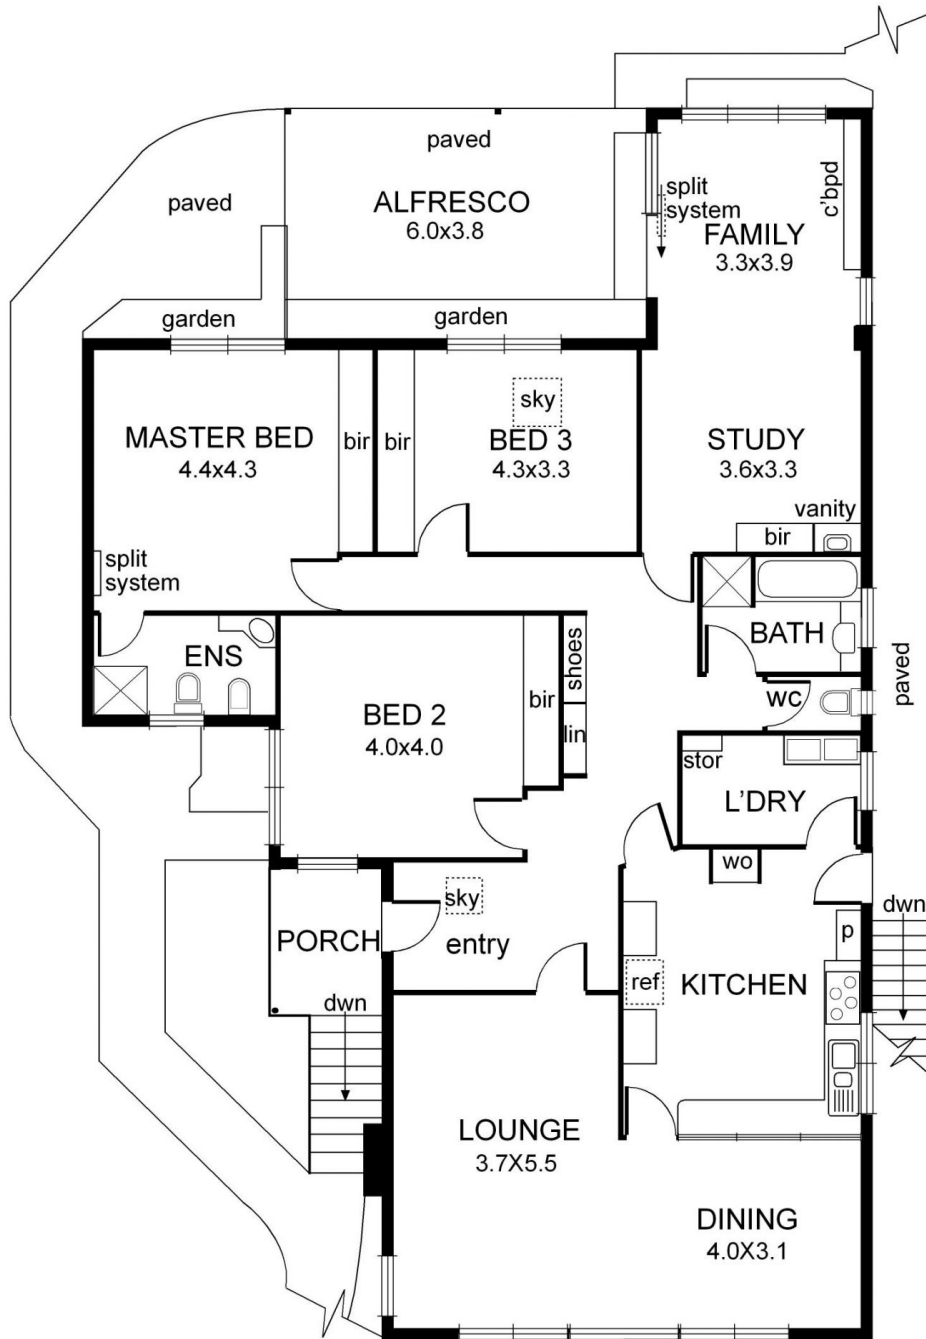 paved
ALFRESCO
6.0x3.8
paved
split
system
c'bpd
FAMILY
3.3x3.9
garden
garden
sky
MASTER BED
4.4x4.3
bir
bir
BED 3
4.3x3.3
STUDY
3.6x3.3
vanity
bir
split
system
ENS
shoes
BATH
bir
BED 2
4.0x4.0
lin
wc
paved
stor
L'DRY
wo
sky
dwn
PORCH
entry
p
ref
KITCHEN
dwn
LOUNGE
3.7X5.5
DINING
4.0X3.1